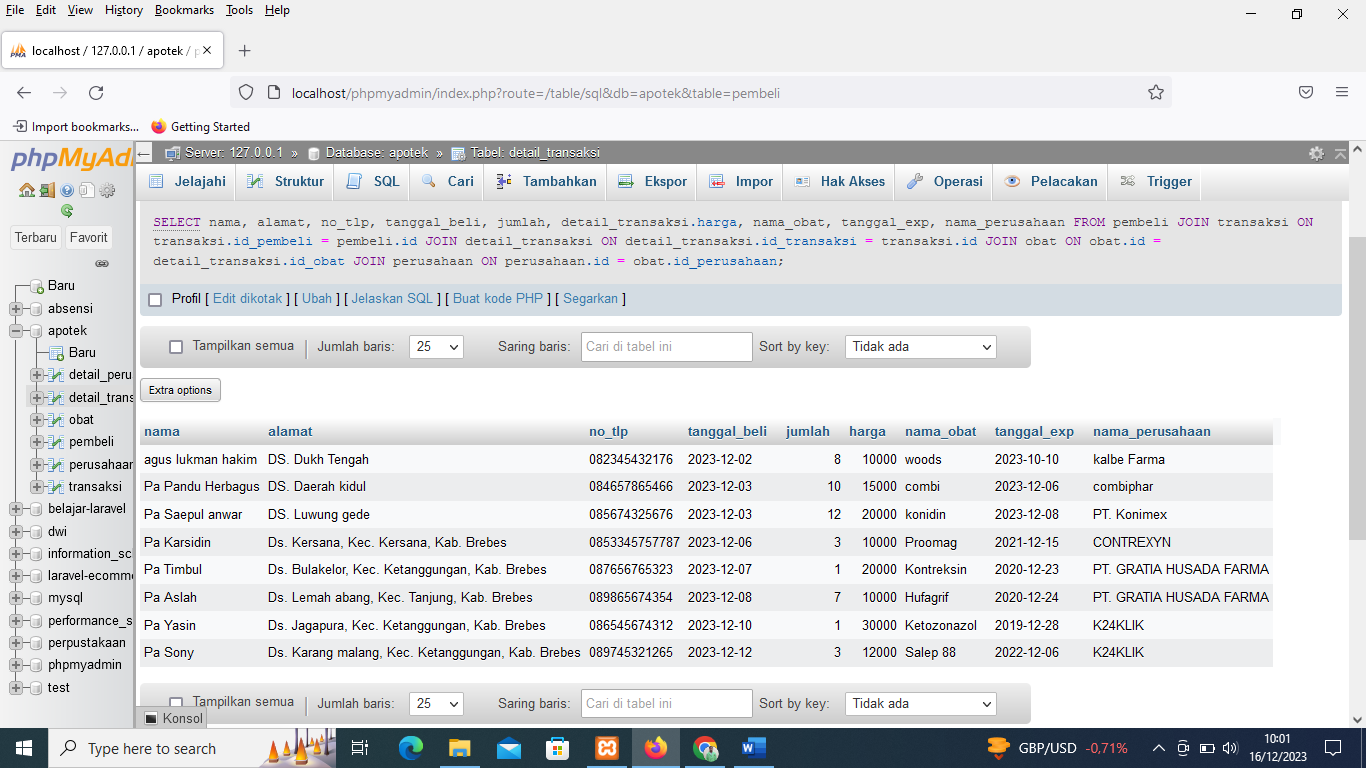 File Edit View History Bookmarks Tools Help
localhost / 127.0.0.1 / apotek / p
localhost/phpmyadmin/index.php?route=/table/sql&db=apotek&table=pembeli
Import bookmarks... Getting Started
phpMyAd
Server: 127.0.0.1 » Database: apotek » Tabel: detail_transaksi
Jelajahi Struktur SQL Cari Tambahkan Ekspor Impor Hak Akses Operasi Pelacakan Trigger
Terbaru Favorit
Baru
absensi
apotek
Baru
detail_peru
detail_trans
obat
pembeli
perusahaan
transaksi
belajar-laravel
dwi
information_sc
laravel-ecomme
mysql
performance_s
perpustakaan
phpmyadmin
test
SELECT nama, alamat, no_tlp, tanggal_beli, jumlah, detail_transaksi.harga, nama_obat, tanggal_exp, nama_perusahaan FROM pembeli JOIN transaksi ON
transaksi.id_pembeli = pembeli.id JOIN detail_transaksi ON detail_transaksi.id_transaksi = transaksi.id JOIN obat ON obat.id =
detail_transaksi.id_obat JOIN perusahaan ON perusahaan.id = obat.id_perusahaan;
Profil [ Edit dikotak ] [ Ubah ] [ Jelaskan SQL ] [ Buat kode PHP ] [ Segarkan ]
Tampilkan semua | Jumlah baris: 25 Saring baris: Cari di tabel ini Sort by key: Tidak ada
Extra options
nama alamat no_tlp tanggal_beli jumlah harga nama_obat tanggal_exp nama_perusahaan
agus lukman hakim DS. Dukh Tengah 082345432176 2023-12-02 8 10000 woods 2023-10-10 kalbe Farma
Pa Pandu Herbagus DS. Daerah kidul 084657865466 2023-12-03 10 15000 combi 2023-12-06 combiphar
Pa Saepul anwar DS. Luwung gede 085674325676 2023-12-03 12 20000 konidin 2023-12-08 PT. Konimex
Pa Karsidin Ds. Kersana, Kec. Kersana, Kab. Brebes 0853345757787 2023-12-06 3 10000 Proomag 2021-12-15 CONTREXYN
Pa Timbul Ds. Bulakelor, Kec. Ketanggungan, Kab. Brebes 087656765323 2023-12-07 1 20000 Kontreksin 2020-12-23 PT. GRATIA HUSADA FARMA
Pa Aslah Ds. Lemah abang, Kec. Tanjung, Kab. Brebes 089865674354 2023-12-08 7 10000 Hufagrif 2020-12-24 PT. GRATIA HUSADA FARMA
Pa Yasin Ds. Jagapura, Kec. Ketanggungan, Kab. Brebes 086545674312 2023-12-10 1 30000 Ketozonazol 2019-12-28 K24KLIK
Pa Sony Ds. Karang malang, Kec. Ketanggungan, Kab. Brebes 089745321265 2023-12-12 3 12000 Salep 88 2022-12-06 K24KLIK
Tampilkan semua | Jumlah baris: 25 Saring baris: Cari di tabel ini Sort by key: Tidak ada
Konsol
Type here to search
GBP/USD -0,71%
10:01
16/12/2023